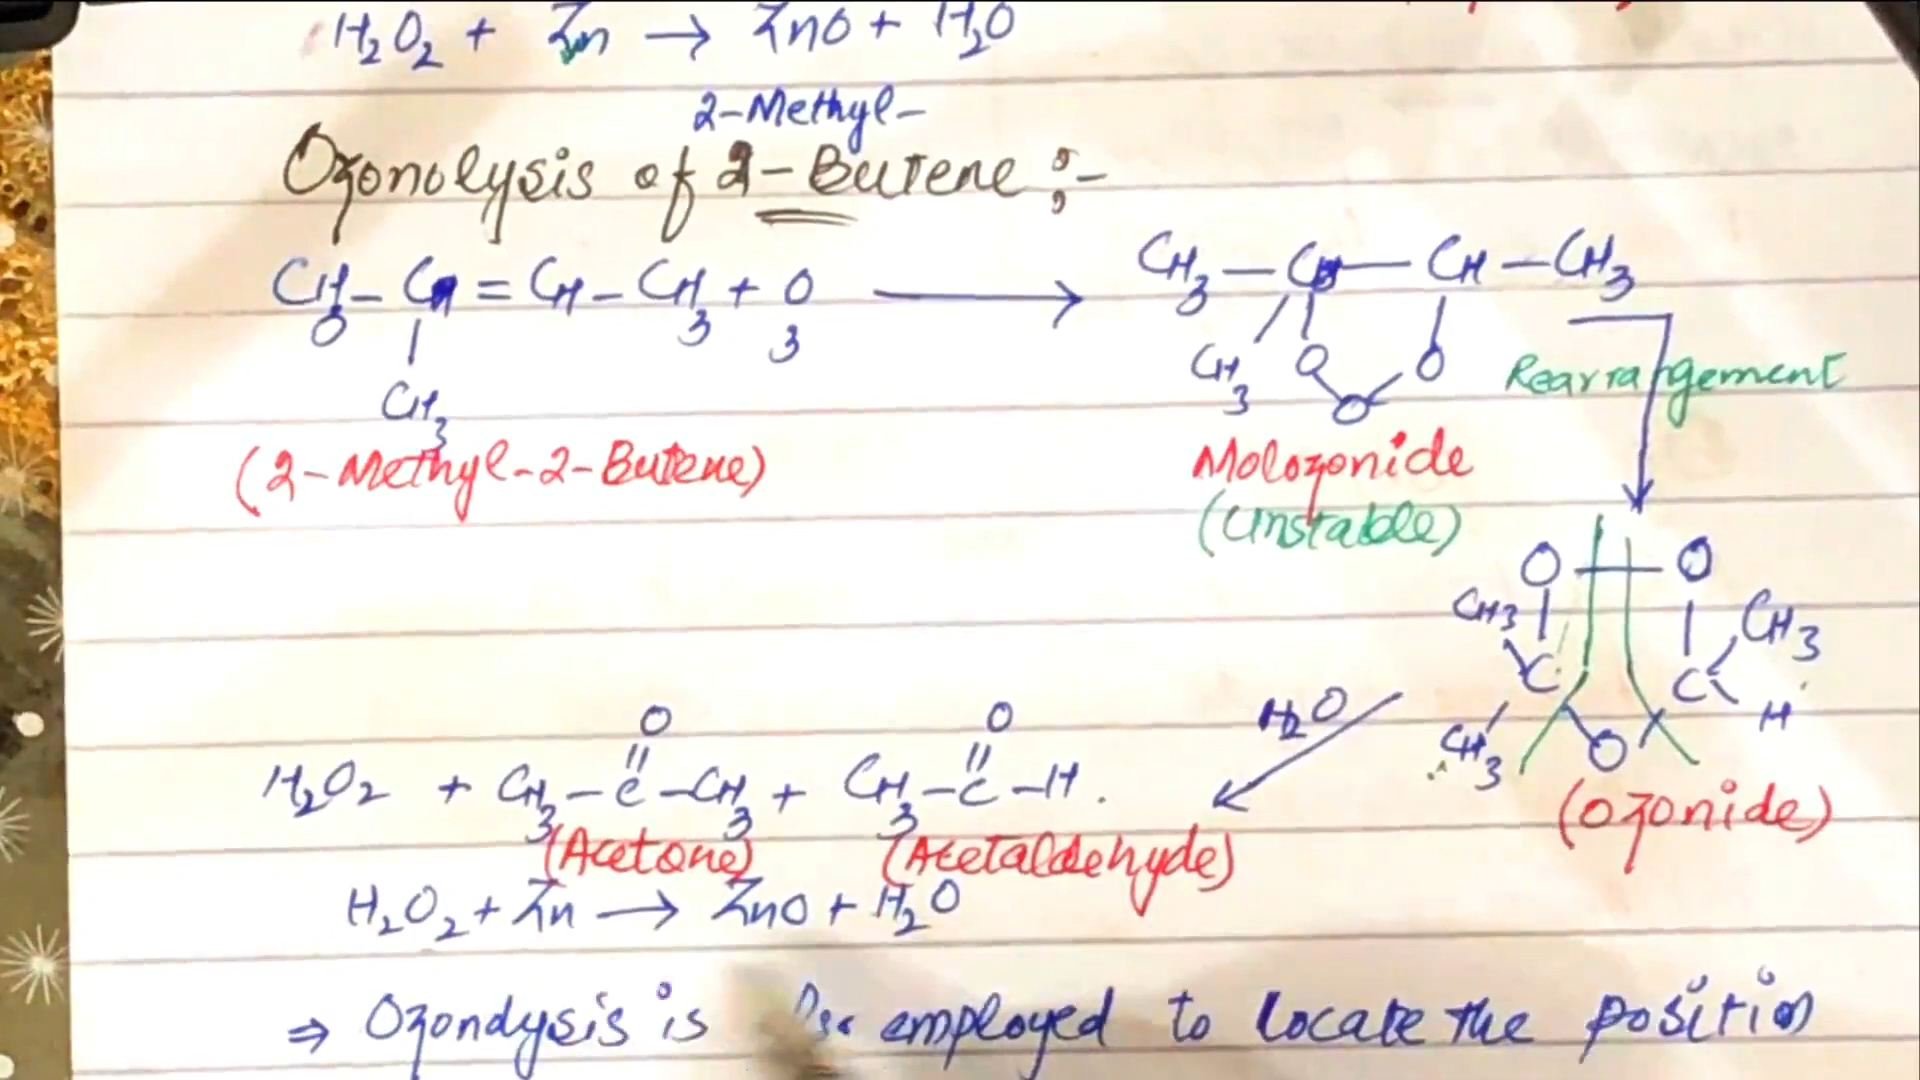 H2O2 + Zn → ZnO + H2O
2-Methyl-
Ozonolysis of 2-Butene :-
CH3 - C = CH - CH3 + O3 →
CH3
(2-Methyl-2-Butene)
CH3 - C - CH - CH3
CH3 O O
O
Rearrangement
Molozonide
(Unstable)
O - O
CH3 CH3
C C
CH3 O H
(Ozonide)
H2O
O O
H2O2 + CH3 - C - CH3 + CH3 - C - H.
(Acetone) (Acetaldehyde)
H2O2 + Zn → ZnO + H2O
⇒ Ozondysis is employed to locate the position